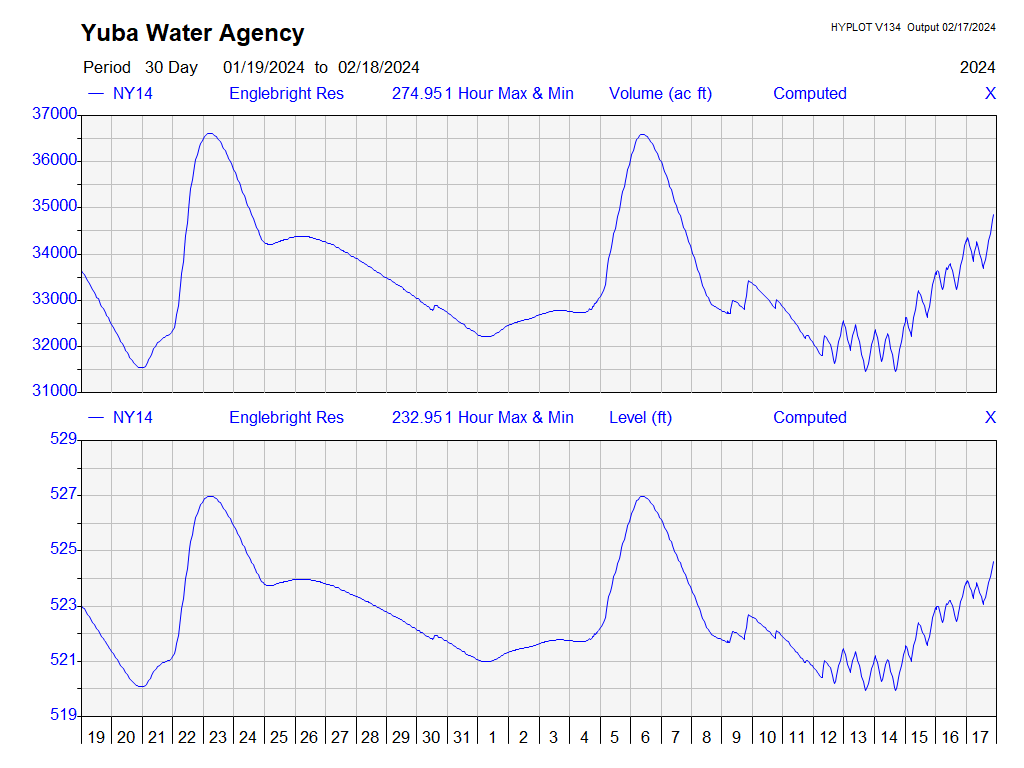 Yuba Water Agency
HYPLOT V134 Output 02/17/2024
Period 30 Day 01/19/2024 to 02/18/2024 2024
NY14 Englebright Res 274.951 Hour Max & Min Volume (ac ft) Computed X
37000
36000
35000
34000
33000
32000
31000
NY14 Englebright Res 232.951 Hour Max & Min Level (ft) Computed X
529
527
525
523
521
519
19 20 21 22 23 24 25 26 27 28 29 30 31 1 2 3 4 5 6 7 8 9 10 11 12 13 14 15 16 17